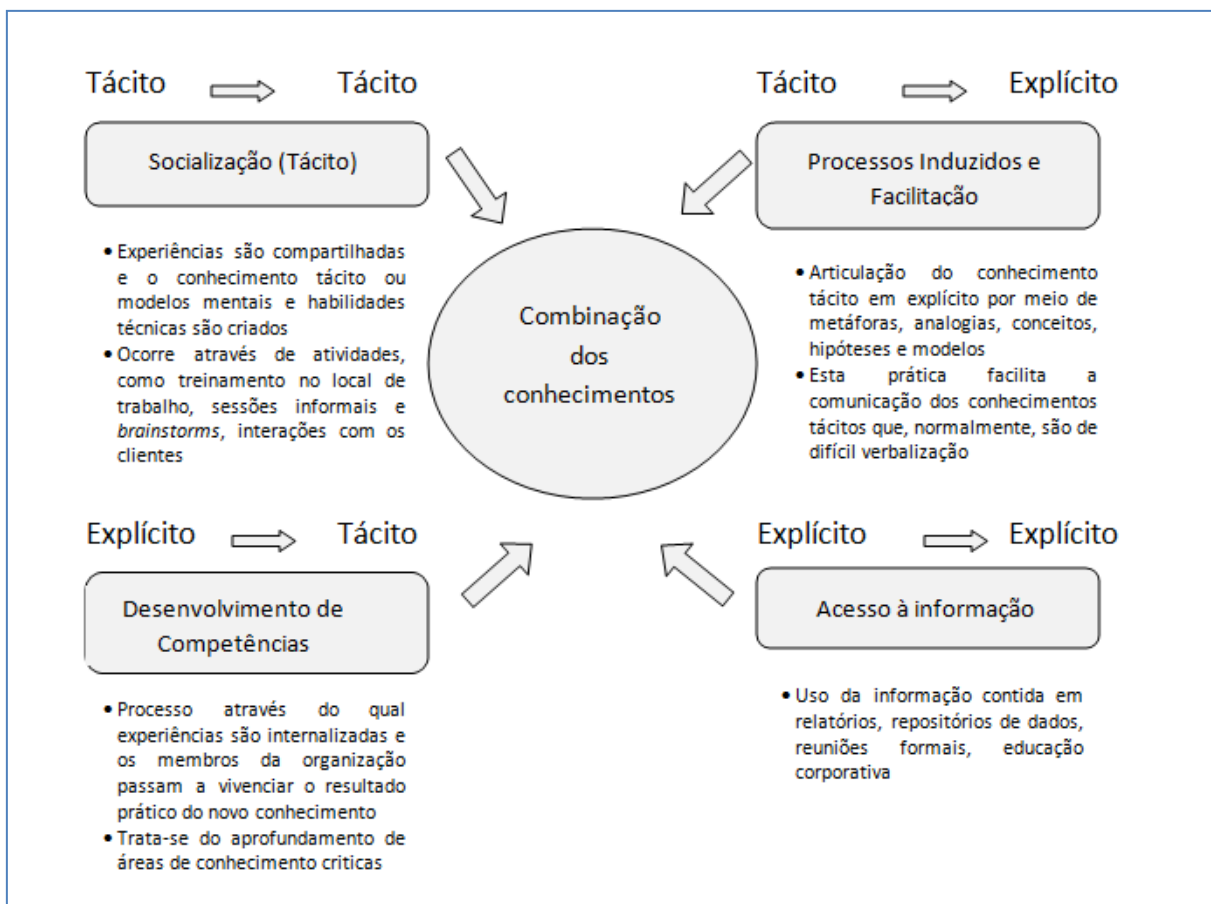 Tácito Tácito
Socialização (Tácito)
• Experiências são compartilhadas
e o conhecimento tácito ou
modelos mentais e habilidades
técnicas são criados
• Ocorre através de atividades,
como treinamento no local de
trabalho, sessões informais e
brainstorms, interações com os
clientes
Tácito Explícito
Processos Induzidos e
Facilitação
• Articulação do conhecimento
tácito em explícito por meio de
metáforas, analogias, conceitos,
hipóteses e modelos
• Esta prática facilita a
comunicação dos conhecimentos
tácitos que, normalmente, são de
difícil verbalização
Combinação
dos
conhecimentos
Explícito Tácito
Desenvolvimento de
Competências
• Processo através do qual
experiências são internalizadas e
os membros da organização
passam a vivenciar o resultado
prático do novo conhecimento
• Trata-se do aprofundamento de
áreas de conhecimento criticas
Explícito Explícito
Acesso à informação
• Uso da informação contida em
relatórios, repositórios de dados,
reuniões formais, educação
corporativa